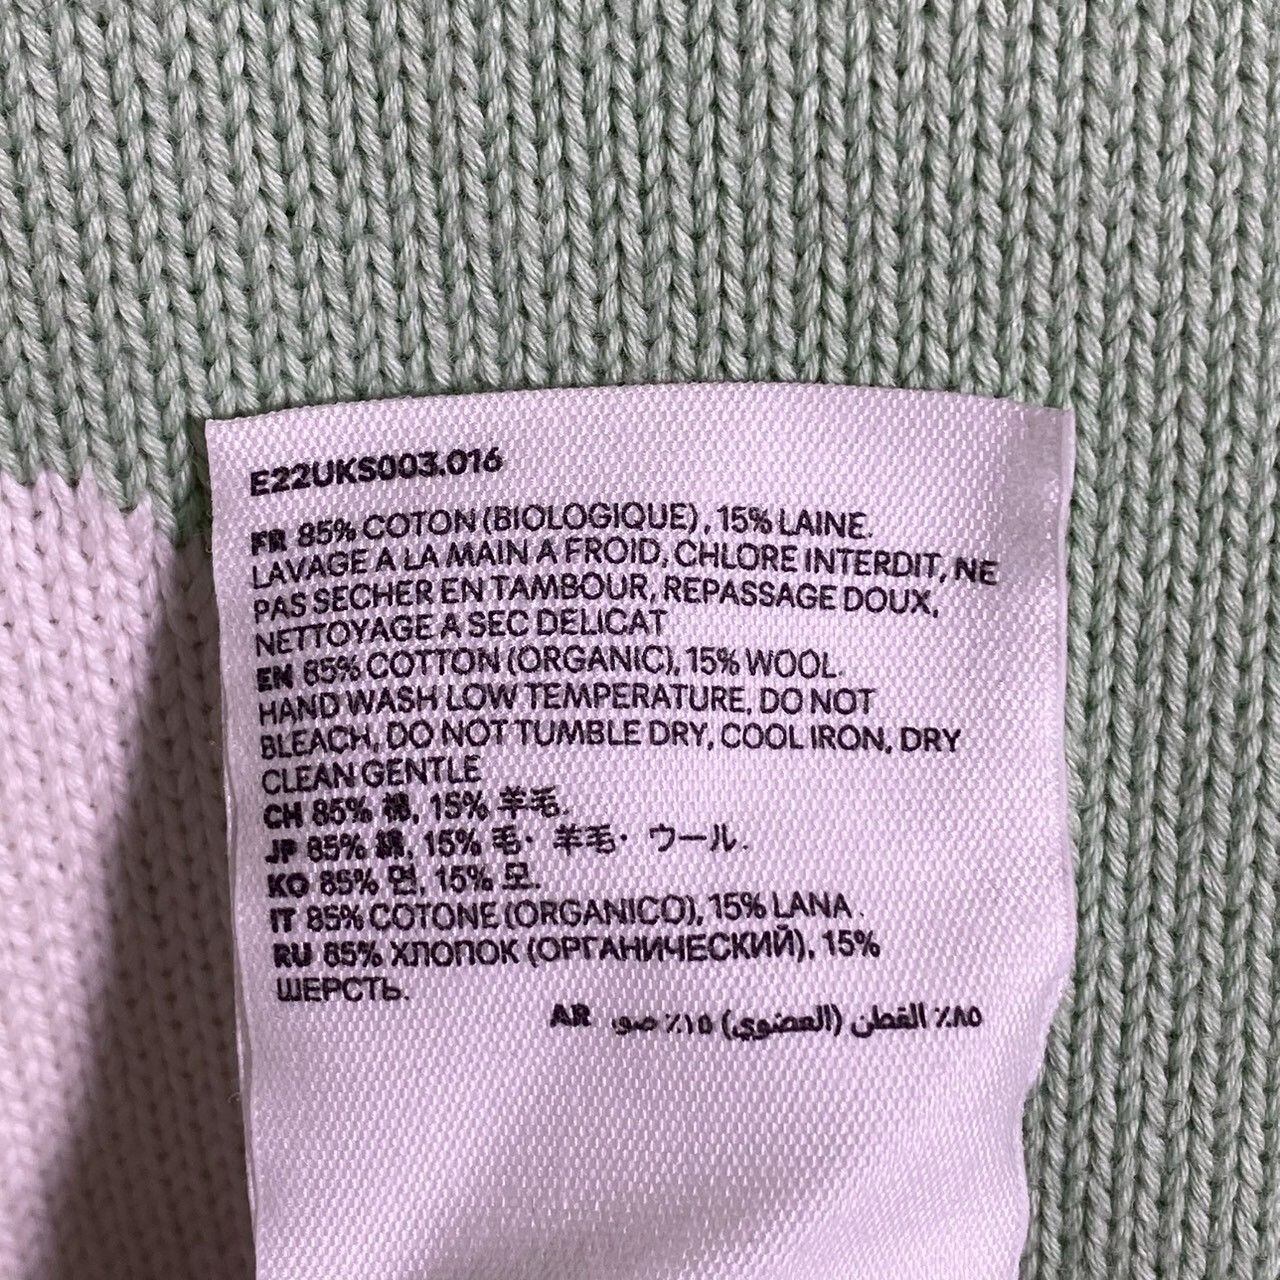 E22UKS003.016
FR 85% COTON (BIOLOGIQUE), 15% LAINE.
LAVAGE A LA MAIN A FROID, CHLORE INTERDIT, NE
PAS SECHER EN TAMBOUR, REPASSAGE DOUX,
NETTOYAGE A SEC DELICAT
EN 85% COTTON (ORGANIC), 15% WOOL.
HAND WASH LOW TEMPERATURE, DO NOT
BLEACH, DO NOT TUMBLE DRY, COOL IRON, DRY
CLEAN GENTLE
CH 85% 棉, 15% 羊毛.
JP 85% 綿, 15% 毛・ 羊毛・ ウール.
KO 85% 면, 15% 모.
IT 85% COTONE (ORGANICO), 15% LANA.
RU 85% ХЛОПОК (ОРГАНИЧЕСКИЙ), 15%
ШЕРСТЬ.
AR ٨٥٪ القطن (العضوي) ١٥٪ صو